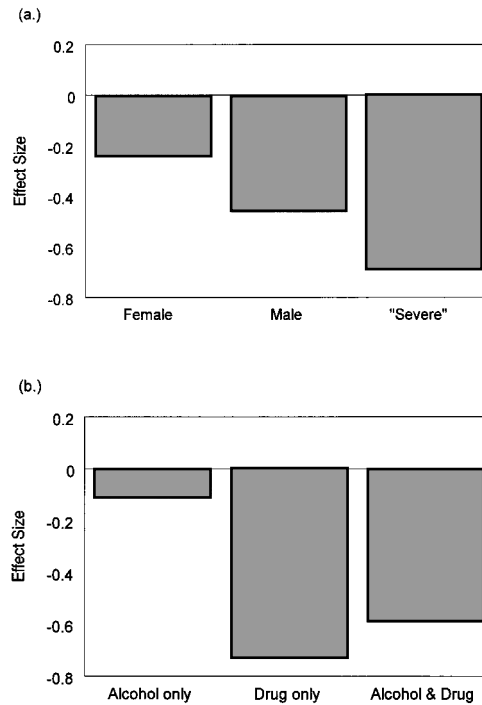 (a.)
0.2
0
-0.2
-0.4
-0.6
-0.8
Effect Size
Female Male "Severe"
(b.)
0.2
0
-0.2
-0.4
-0.6
-0.8
Effect Size
Alcohol only Drug only Alcohol & Drug